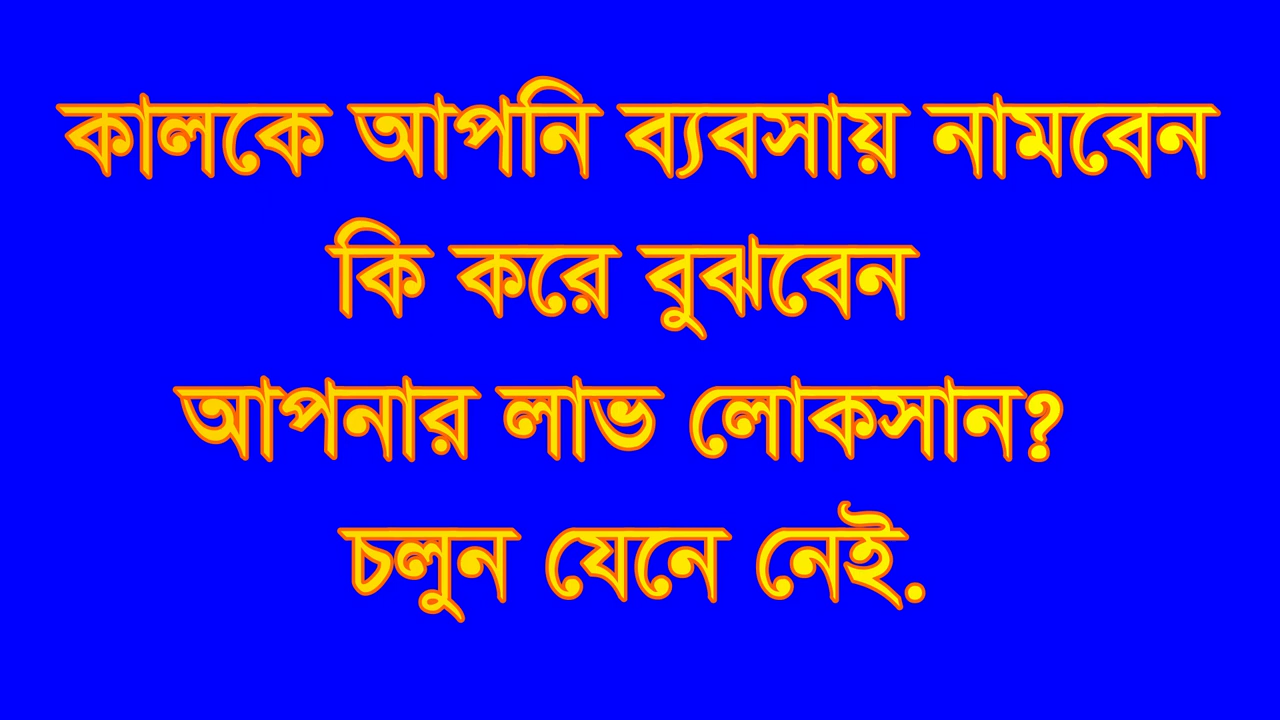 কালকে আপনি ব্যবসায় নামবেন
কি করে বুঝবেন
আপনার লাভ লোকসান?
চলুন যেনে নেই.